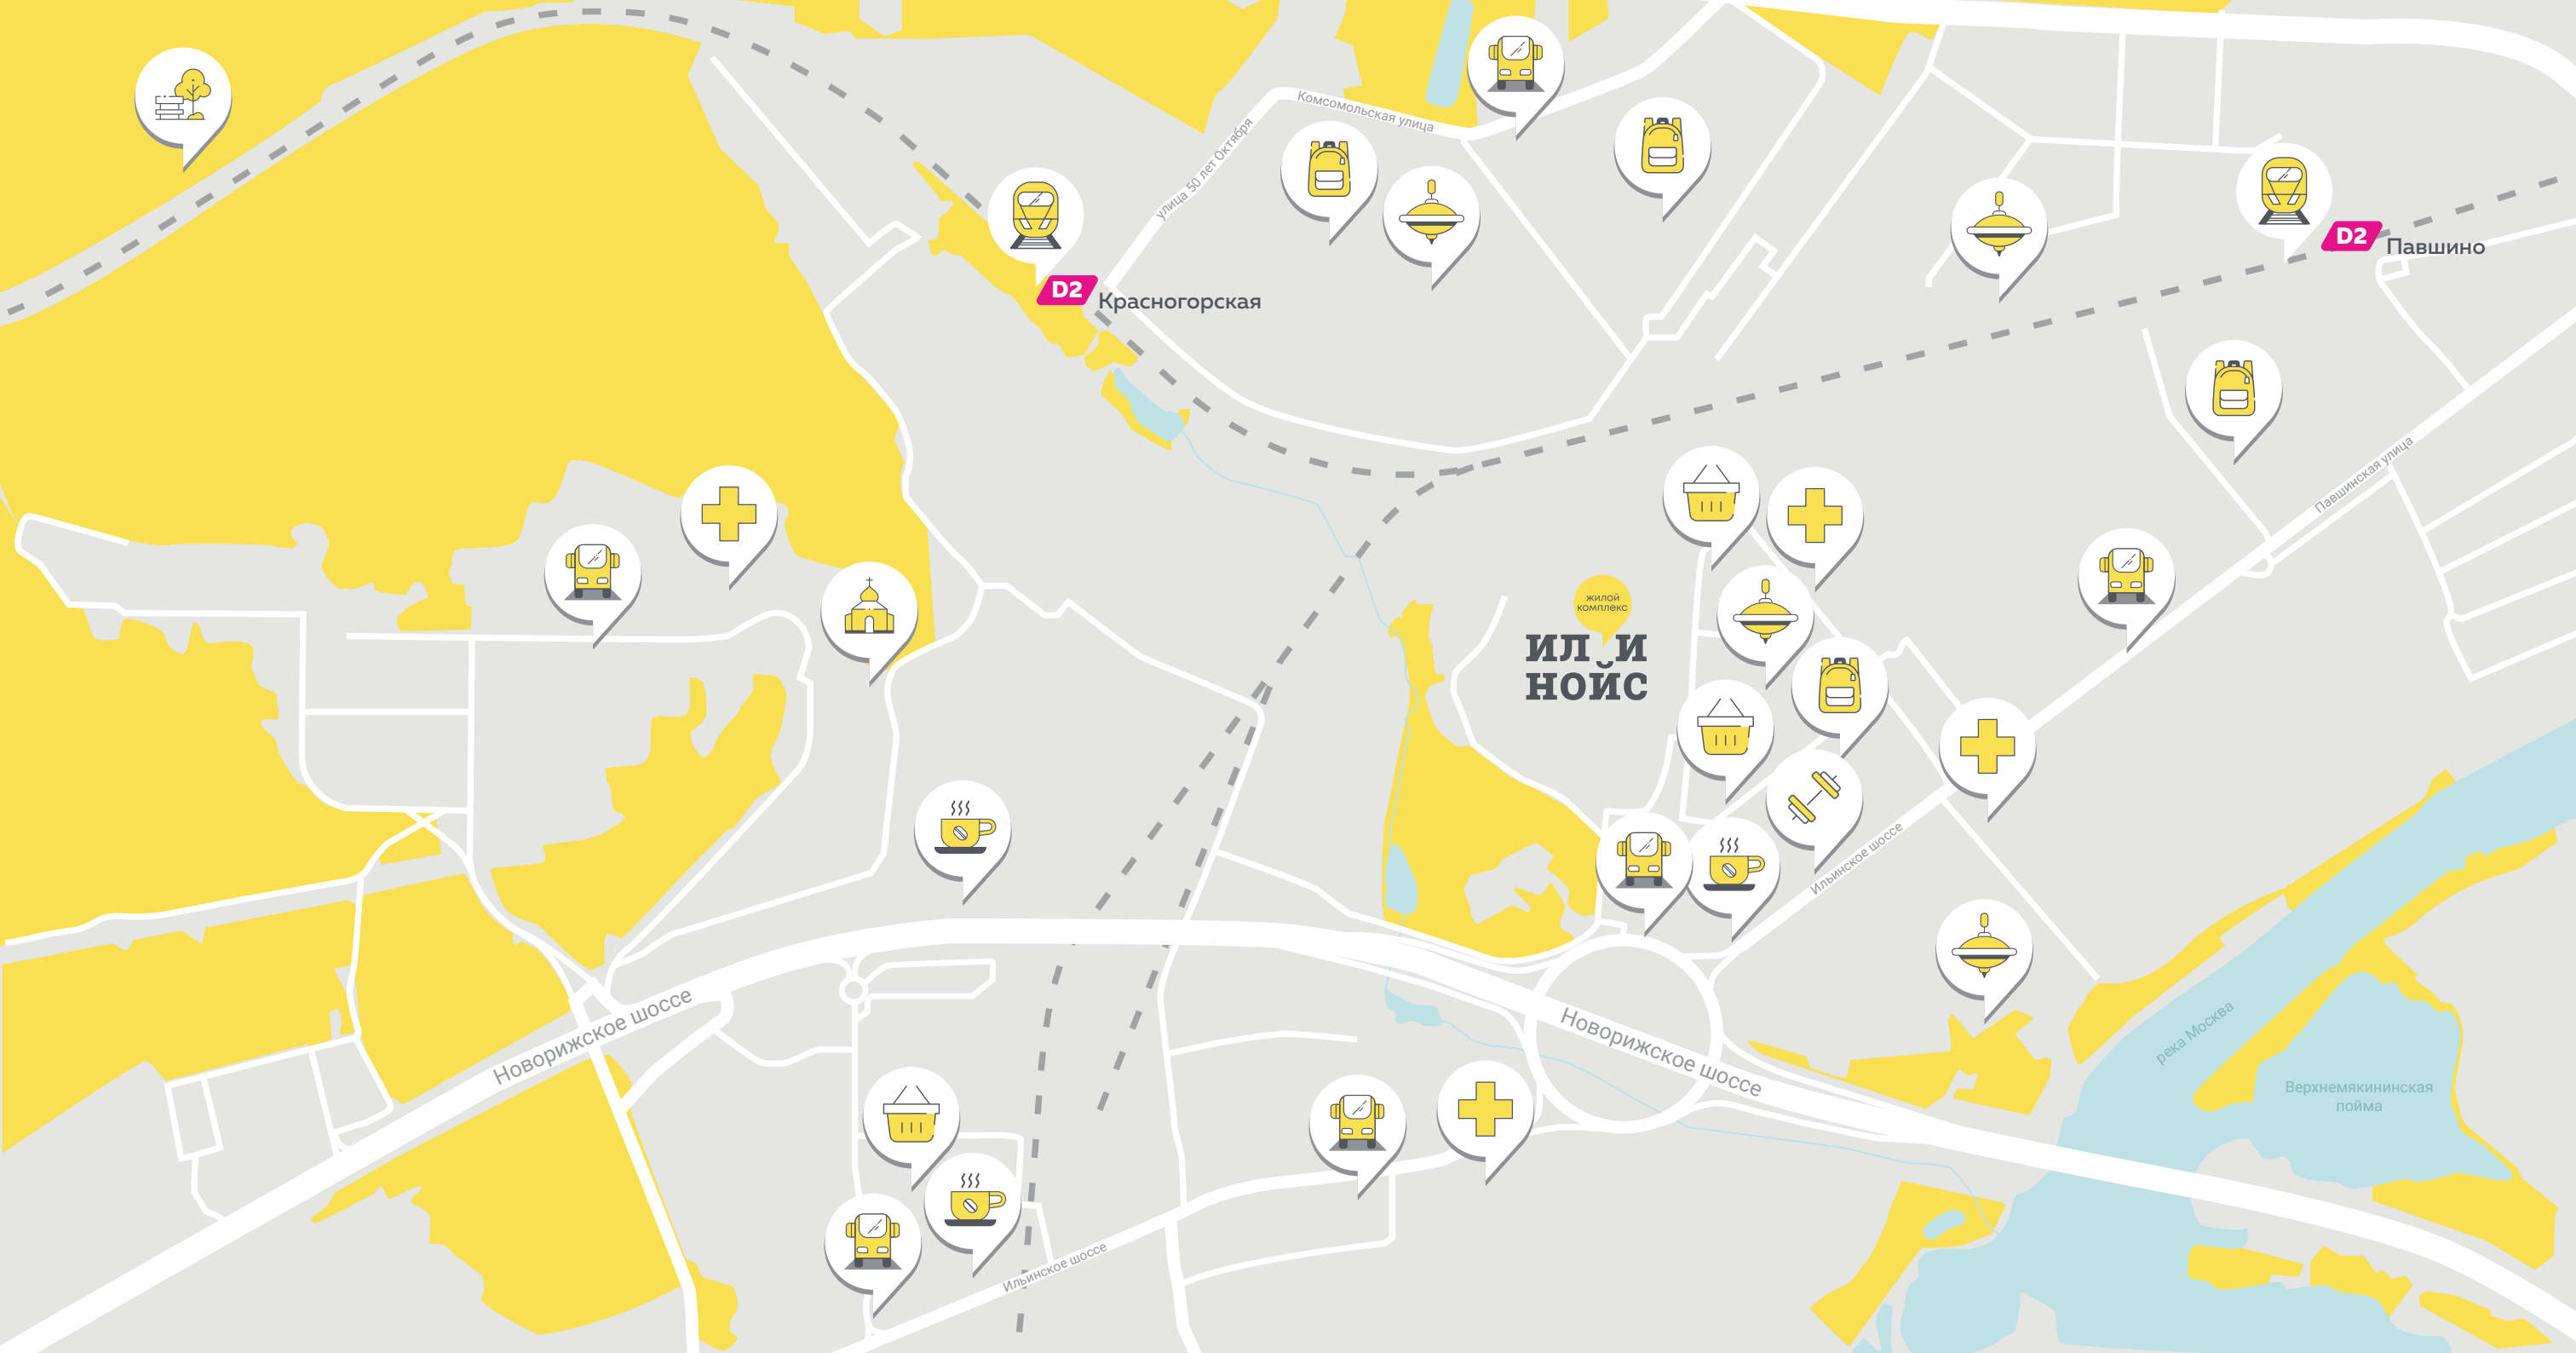 Комсомольская улица
улица 50 лет Октября
D2
Павшино
D2
Красногорская
Павшинская улица
жилой
комплекс
или
нойс
Ильинское шоссе
Новорижское шоссе
Новорижское шоссе
река Москва
Верхнемякининская
пойма
Ильинское шоссе